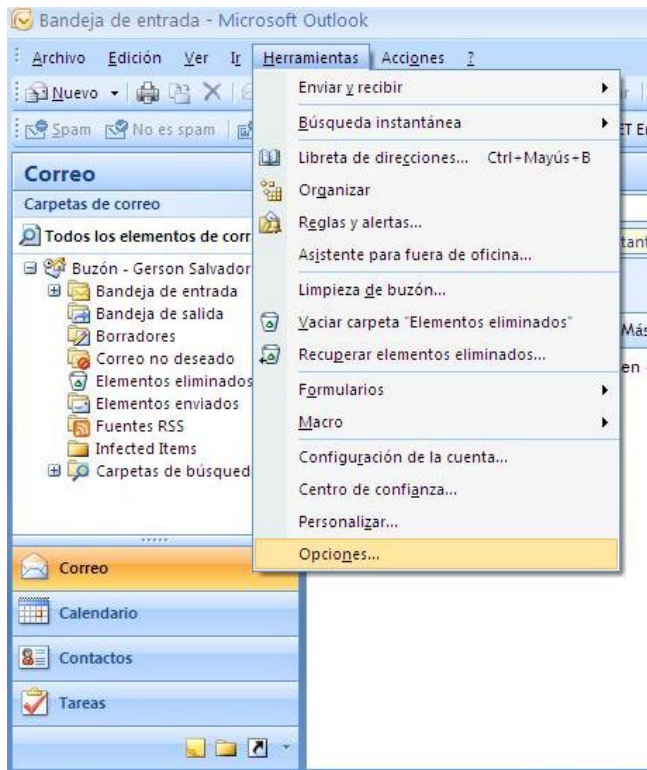 Bandeja de entrada - Microsoft Outlook
Archivo Edición Ver Ir Herramientas Acciones ?
Nuevo
Spam No es spam
Enviar y recibir
Búsqueda instantánea
Libreta de direcciones... Ctrl+Mayús+B
Organizar
Reglas y alertas...
Asistente para fuera de oficina...
Limpieza de buzón...
Vaciar carpeta "Elementos eliminados"
Recuperar elementos eliminados...
Formularios
Macro
Configuración de la cuenta...
Centro de confianza...
Personalizar...
Opciones...
Correo
Carpetas de correo
Todos los elementos de corr
Buzón - Gerson Salvador
Bandeja de entrada
Bandeja de salida
Borradores
Correo no deseado
Elementos eliminados
Elementos enviados
Fuentes RSS
Infected Items
Carpetas de búsqued
Correo
Calendario
Contactos
Tareas